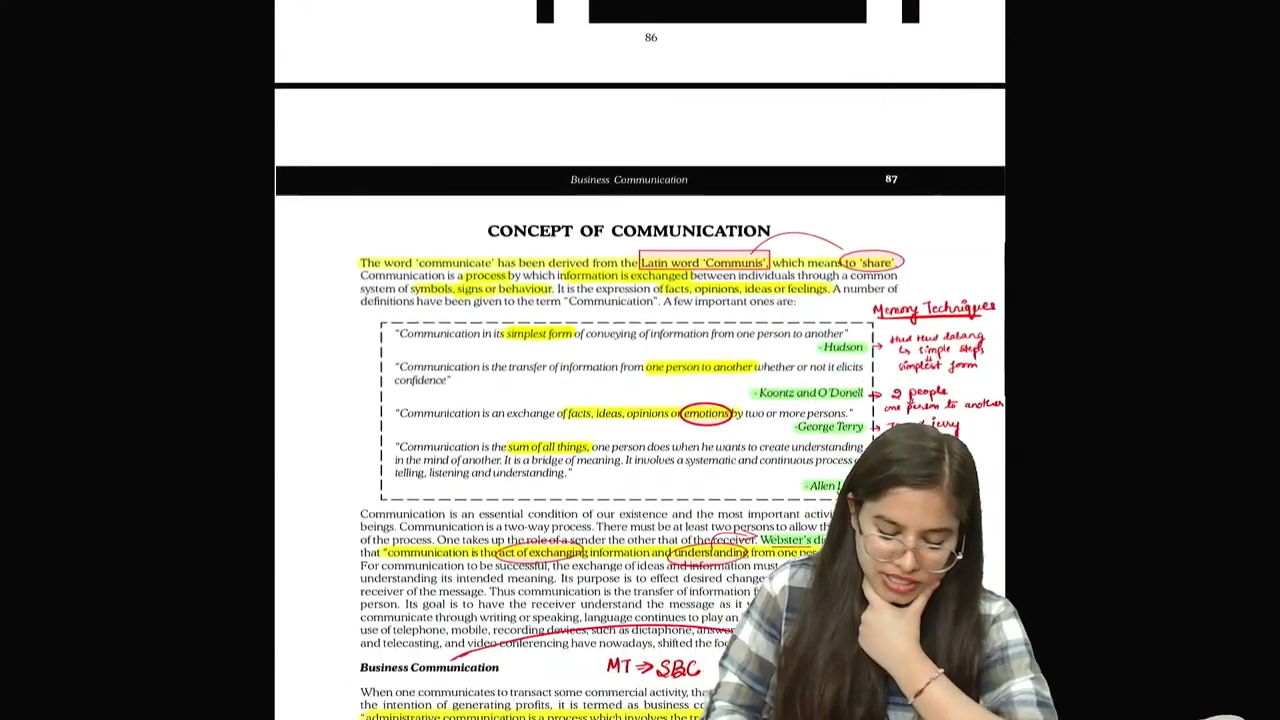 86
Business Communication 87
CONCEPT OF COMMUNICATION
The word 'communicate' has been derived from the Latin word 'Communis', which means to 'share'.
Communication is a process by which information is exchanged between individuals through a common
system of symbols, signs or behaviour. It is the expression of facts, opinions, ideas or feelings. A number of
definitions have been given to the term "Communication". A few important ones are:
Memory Techniques
"Communication in its simplest form of conveying of information from one person to another"
- Hudson
Hud Hud dabang
simple steps
simplest form
"Communication is the transfer of information from one person to another whether or not it elicits
confidence"
- Koontz and O'Donell
2 people
one person to another
"Communication is an exchange of facts, ideas, opinions or emotions by two or more persons."
-George Terry
"Communication is the sum of all things, one person does when he wants to create understanding
in the mind of another. It is a bridge of meaning. It involves a systematic and continuous process
telling, listening and understanding."
- Allen
Communication is an essential condition of our existence and the most important
beings. Communication is a two-way process. There must be at least two persons to allow
of the process. One takes up the role of a sender the other that of the receiver. Webster's
that "communication is the act of exchanging information and understanding from one
For communication to be successful, the exchange of ideas and information must
understanding its intended meaning. Its purpose is to effect desired
receiver of the message. Thus communication is the transfer of information
person. Its goal is to have the receiver understand the message as it
communicate through writing or speaking, language continues to play an
use of telephone, mobile, recording devices, such as dictaphone,
and telecasting, and video conferencing have nowadays, shifted the
Business Communication
MT → SBC
When one communicates to transact some commercial activity,
the intention of generating profits, it is termed as business
"administrative communication is a process which involves the